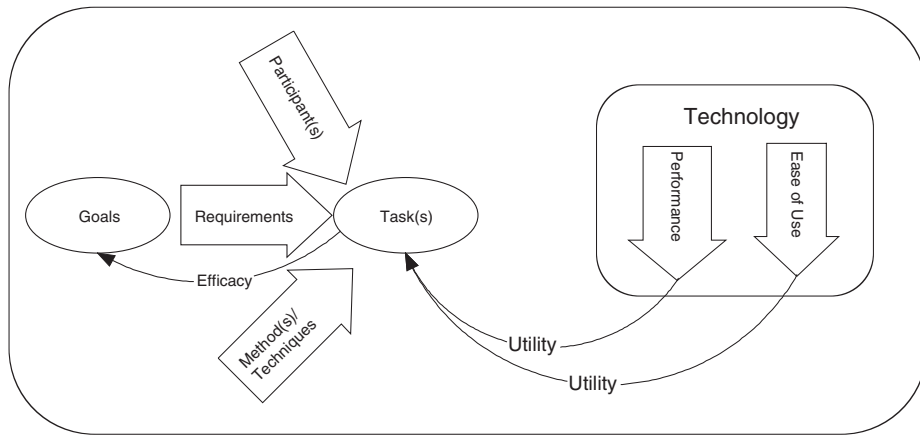 Participant(s)
Technology
Performance
Ease of Use
Goals
Requirements
Task(s)
Efficacy
Method(s)/
Techniques
Utility
Utility